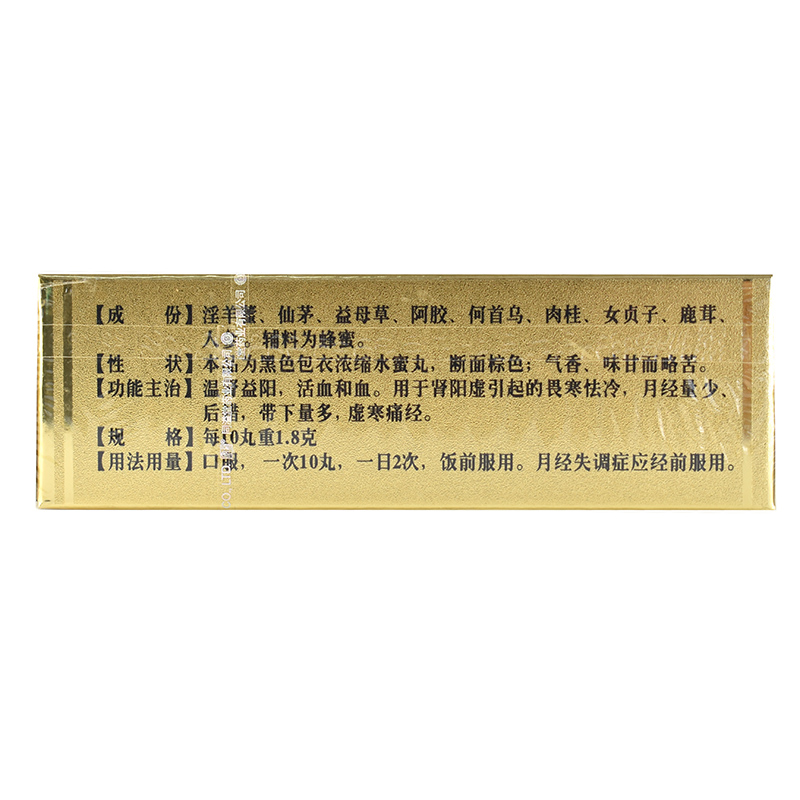 【成 份】淫羊藿、仙茅、益母草、阿胶、何首乌、肉桂、女贞子、鹿茸、
人 辅料为蜂蜜。
【性 状】本品为黑色包衣浓缩水蜜丸，断面棕色；气香、味甘而略苦。
【功能主治】温 益阳，活血和血。用于肾阳虚引起的畏寒怯冷，月经量少、
后错，带下量多，虚寒痛经。
【规 格】每10丸重1.8克
【用法用量】口服，一次10丸，一日2次，饭前服用。月经失调症应经前服用。